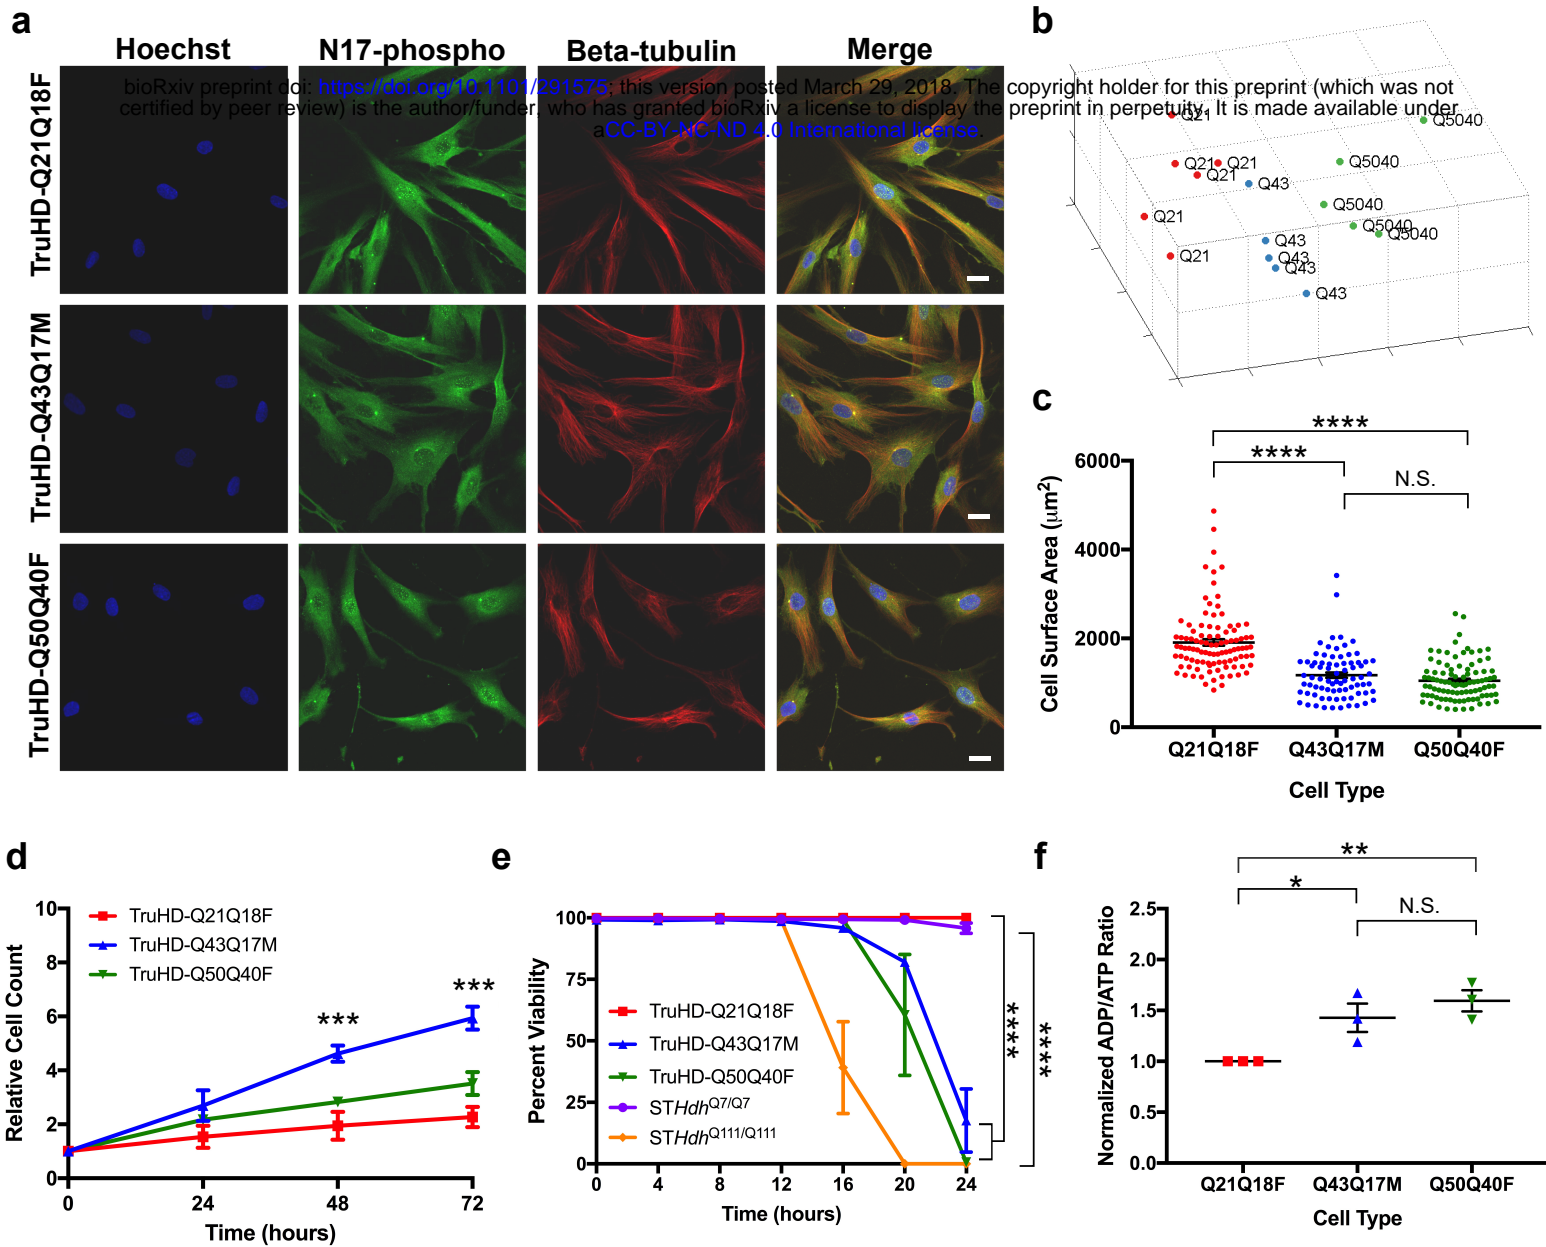 a
Hoechst N17-phospho Beta-tubulin Merge
bioRxiv preprint doi: https://doi.org/10.1101/291575; this version posted March 29, 2018. The copyright holder for this preprint (which was not
certified by peer review) is the author/funder, who has granted bioRxiv a license to display the preprint in perpetuity. It is made available under
aCC-BY-NC-ND 4.0 International license.
TruHD-Q21Q18F
TruHD-Q43Q17M
TruHD-Q50Q40F
b
Q21
Q5040
Q21 Q21
Q5040
Q21
Q43
Q5040
Q21
Q5040
Q5040
Q43
Q21
Q43
Q43
Q43
c
****
****
N.S.
Cell Surface Area (μm²)
6000
4000
2000
0
Q21Q18F Q43Q17M Q50Q40F
Cell Type
d
Relative Cell Count
10
8
6
4
2
0
TruHD-Q21Q18F
TruHD-Q43Q17M
TruHD-Q50Q40F
***
***
0 24 48 72
Time (hours)
e
Percent Viability
100
75
50
25
0
TruHD-Q21Q18F
TruHD-Q43Q17M
TruHD-Q50Q40F
STHdhQ7/Q7
STHdhQ111/Q111
****
****
0 4 8 12 16 20 24
Time (hours)
f
**
*
N.S.
Normalized ADP/ATP Ratio
2.5
2.0
1.5
1.0
0.5
0.0
Q21Q18F Q43Q17M Q50Q40F
Cell Type